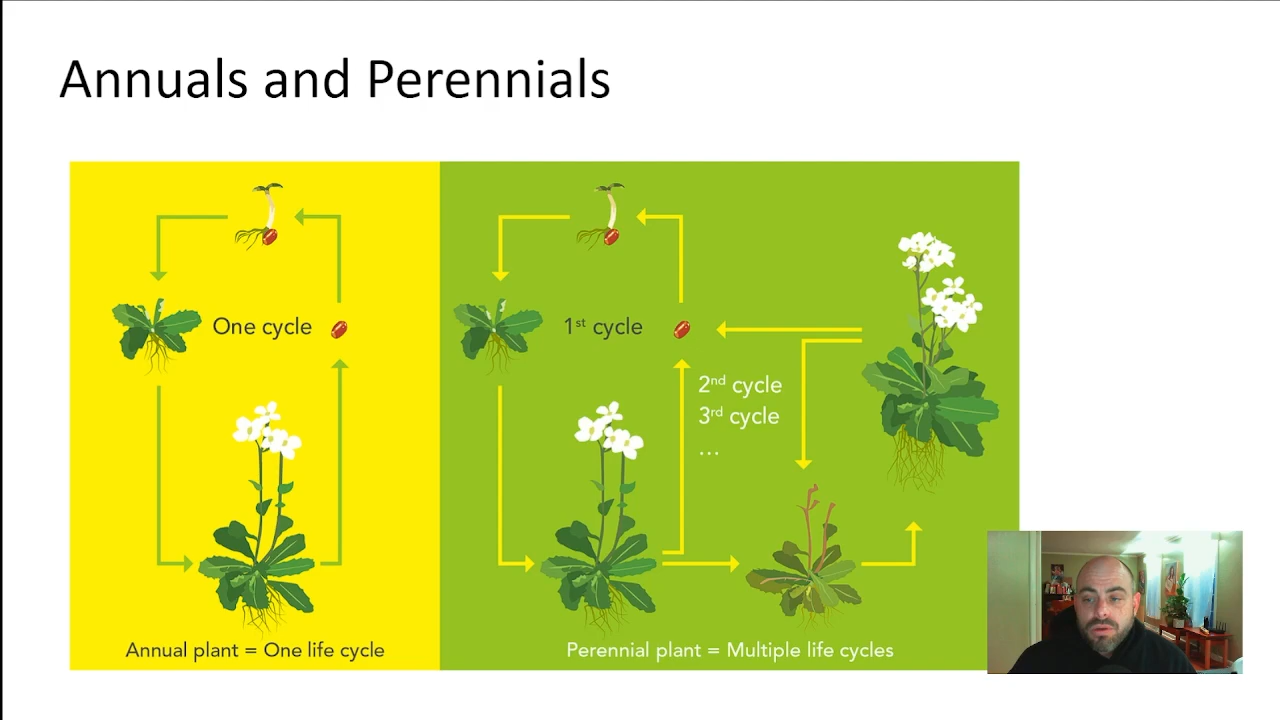 Annuals and Perennials
One cycle
1st cycle
2nd cycle
3rd cycle
...
Annual plant = One life cycle
Perennial plant = Multiple life cycles